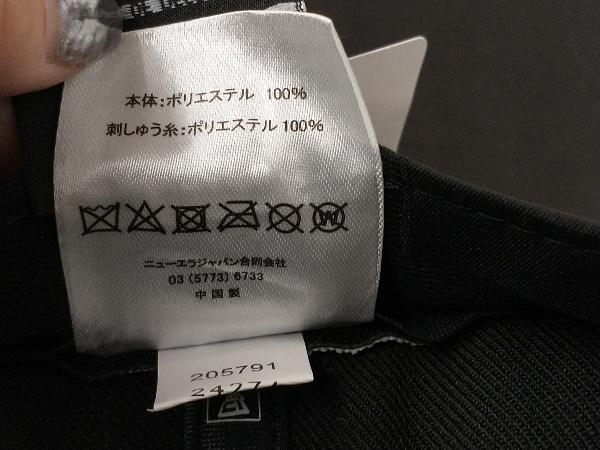 本体:ポリエステル 100%
刺しゅう糸:ポリエステル 100%
W
ニューエラジャパン合同会社
03 (5773) 6733
中国製
205791